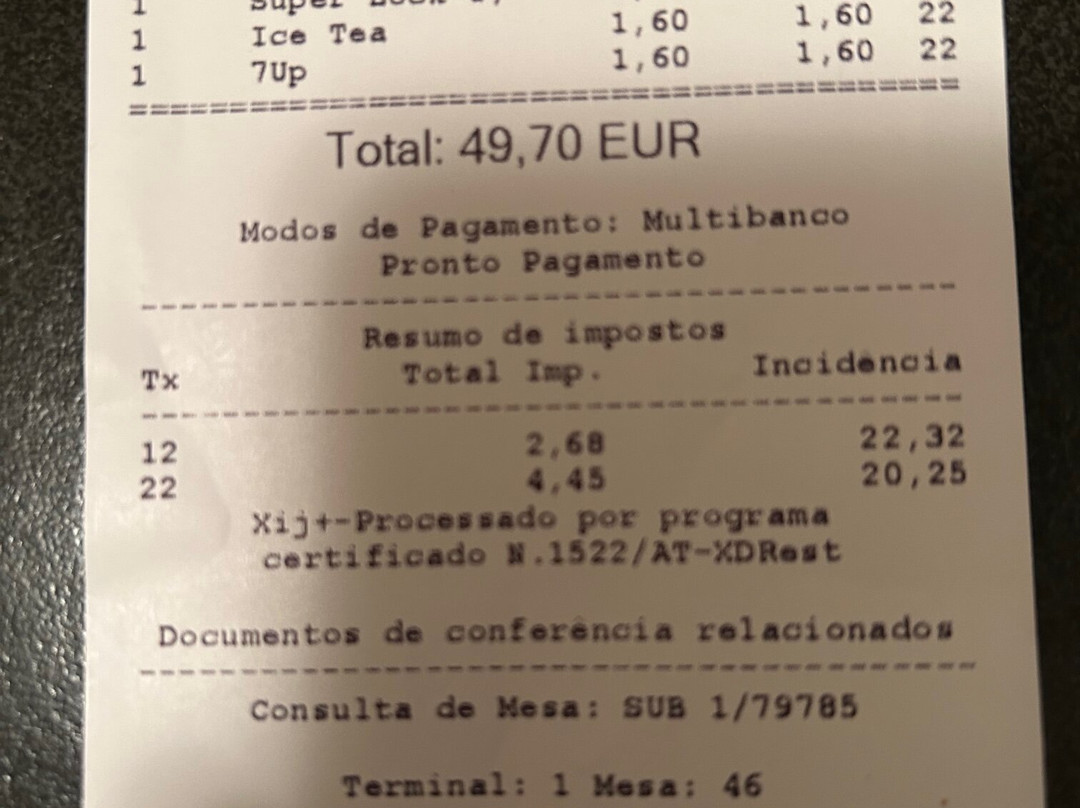 1 Super
1 Ice Tea 1,60 1,60 22
1 7Up 1,60 1,60 22
========================================
Total: 49,70 EUR
Modos de Pagamento: Multibanco
Pronto Pagamento
----------------------------------------
Resumo de impostos
Tx Total Imp. Incidência
----------------------------------------
12 2,68 22,32
22 4,45 20,25
Xij+-Processado por programa
certificado N.1522/AT-XDRest
Documentos de conferência relacionados
----------------------------------------
Consulta de Mesa: SUB 1/79785
Terminal: 1 Mesa: 46